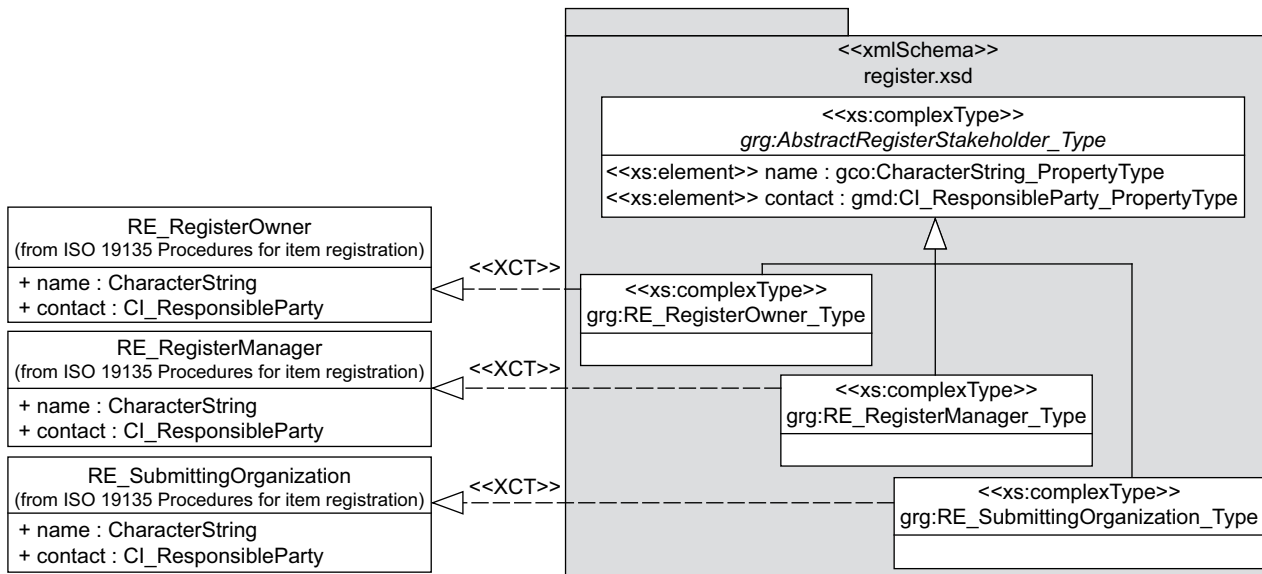 <<xmlSchema>>
register.xsd
<<xs:complexType>>
grg:AbstractRegisterStakeholder_Type
<<xs:element>> name : gco:CharacterString_PropertyType
<<xs:element>> contact : gmd:CI_ResponsibleParty_PropertyType
RE_RegisterOwner
(from ISO 19135 Procedures for item registration)
+ name : CharacterString
+ contact : CI_ResponsibleParty
<<XCT>>
<<xs:complexType>>
grg:RE_RegisterOwner_Type
RE_RegisterManager
(from ISO 19135 Procedures for item registration)
+ name : CharacterString
+ contact : CI_ResponsibleParty
<<XCT>>
<<xs:complexType>>
grg:RE_RegisterManager_Type
RE_SubmittingOrganization
(from ISO 19135 Procedures for item registration)
+ name : CharacterString
+ contact : CI_ResponsibleParty
<<XCT>>
<<xs:complexType>>
grg:RE_SubmittingOrganization_Type